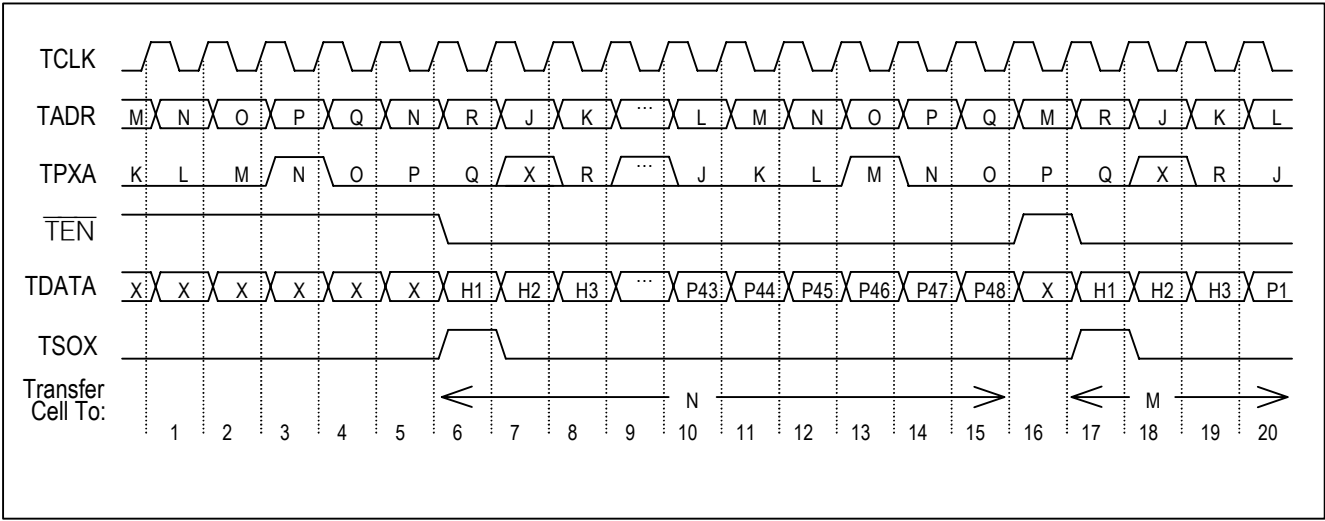 TCLK
TADR M N O P Q N R J K ... L M N O P Q M R J K L
TPXA K L M N O P Q X R ... J K L M N O P Q X R J
TEN
TDATA X X X X X X H1 H2 H3 ... P43 P44 P45 P46 P47 P48 X H1 H2 H3 P1
TSOX
Transfer
Cell To: N M
1 2 3 4 5 6 7 8 9 10 11 12 13 14 15 16 17 18 19 20